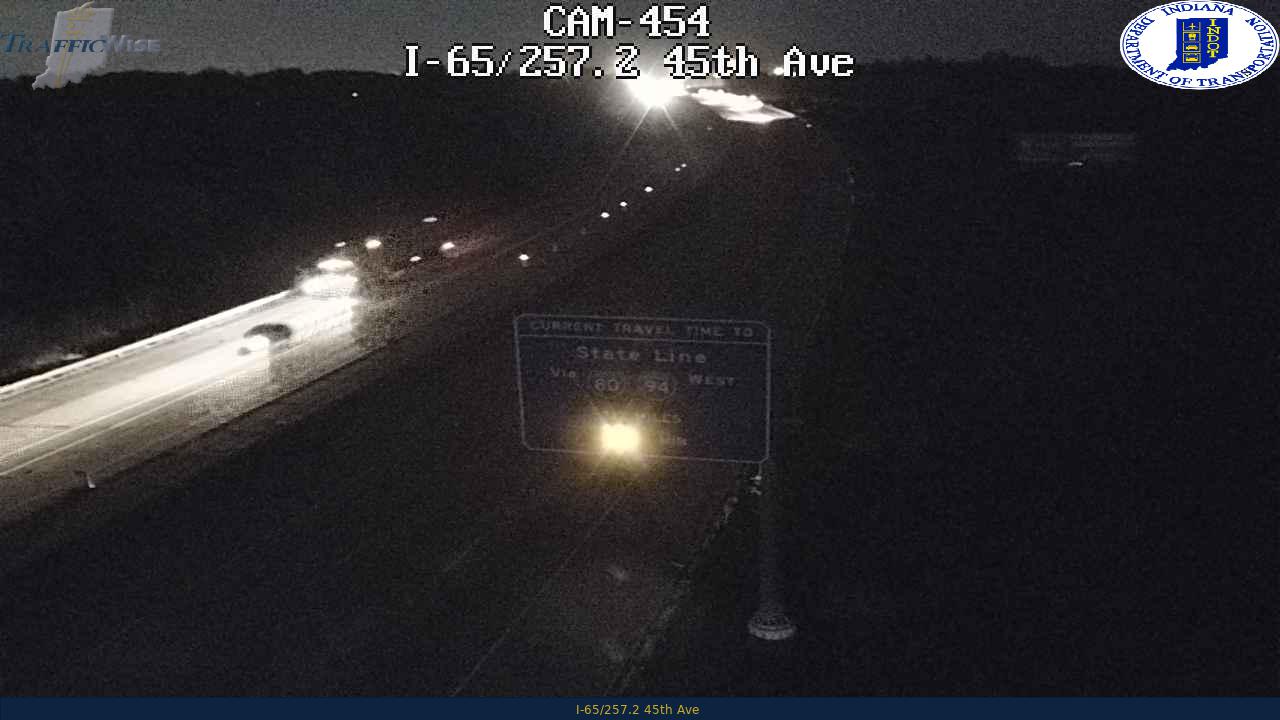 CAM-454
I-65/257.2 45th Ave
TRAFFICWISE
INDIANA
DEPARTMENT OF TRANSPORTATION
INDOT
CURRENT TRAVEL TIME TO
State Line
Via 80 94 WEST
I-65/257.2 45th Ave